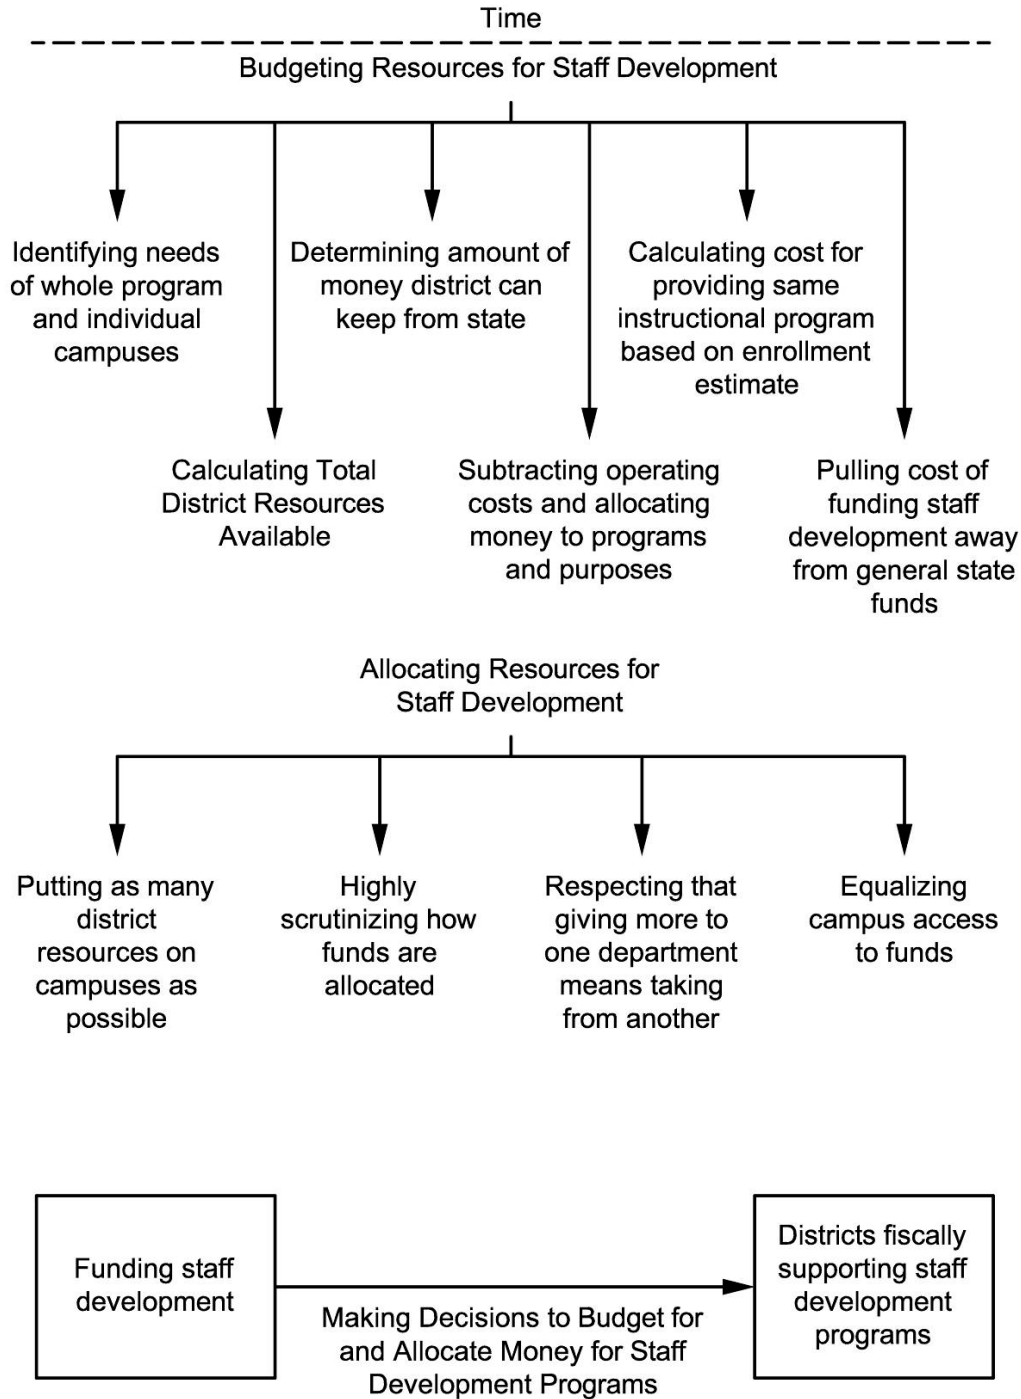 Time
Budgeting Resources for Staff Development
Identifying needs
of whole program
and individual
campuses
Determining amount of
money district can
keep from state
Calculating cost for
providing same
instructional program
based on enrollment
estimate
Calculating Total
District Resources
Available
Subtracting operating
costs and allocating
money to programs
and purposes
Pulling cost of
funding staff
development away
from general state
funds
Allocating Resources for
Staff Development
Putting as many
district
resources on
campuses as
possible
Highly
scrutinizing how
funds are
allocated
Respecting that
giving more to
one department
means taking
from another
Equalizing
campus access
to funds
Funding staff
development
Making Decisions to Budget for
and Allocate Money for Staff
Development Programs
Districts fiscally
supporting staff
development
programs